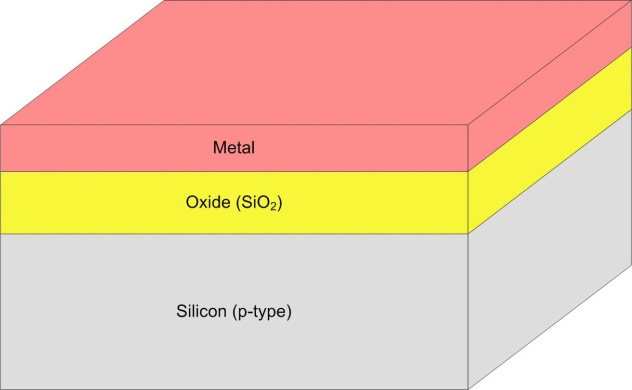 Metal
Oxide (SiO₂)
Silicon (p-type)